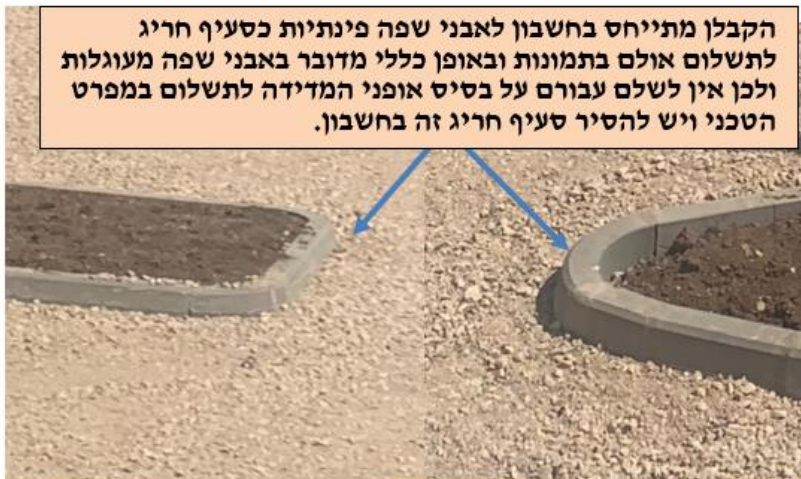 הקבלן מתייחס בחשבון לאבני שפה פינתיות כסעיף חריג
לתשלום אולם בתמונות ובאופן כללי מדובר באבני שפה מעוגלות
ולכן אין לשלם עבורם על בסיס אופני המדידה לתשלום במפרט
הטכני ויש להסיר סעיף חריג זה בחשבון.